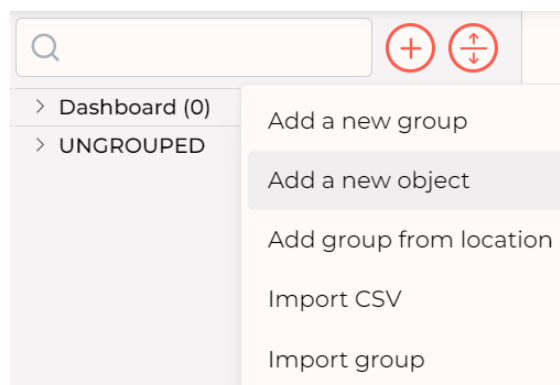 Dashboard (0)
UNGROUPED
Add a new group
Add a new object
Add group from location
Import CSV
Import group